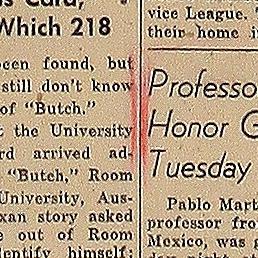 Card,
Which 218
been found, but
still don't know
of "Butch."
t the University
rd arrived ad-
"Butch," Room
University, Aus-
xan story asked
e out of Room
dentify himself;
vice League.
their home i
Professo
Honor G
Tuesday
Pablo Mart
professor fro
Mexico, was g